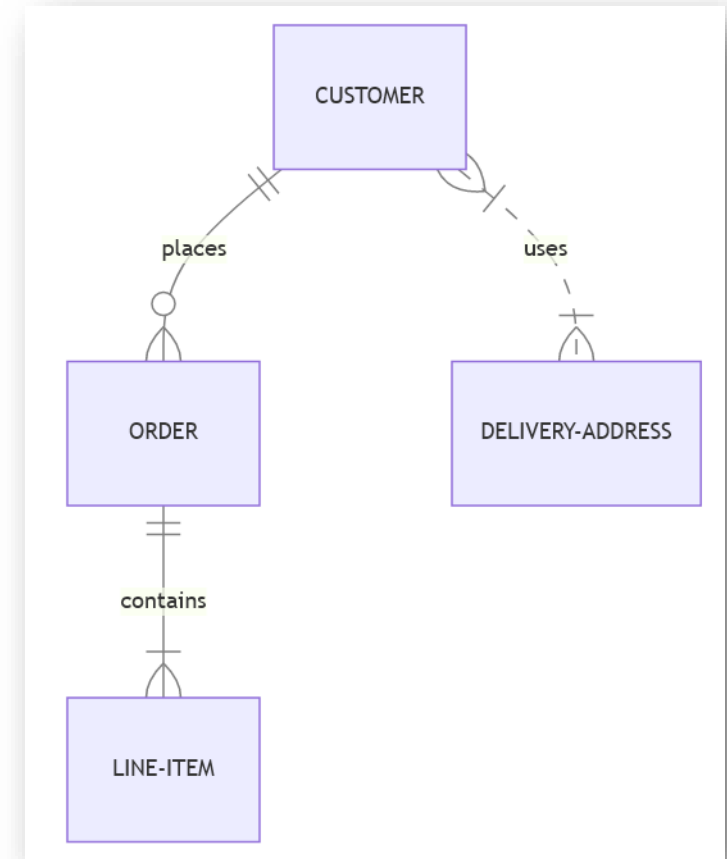 CUSTOMER
places
uses
ORDER
DELIVERY-ADDRESS
contains
LINE-ITEM